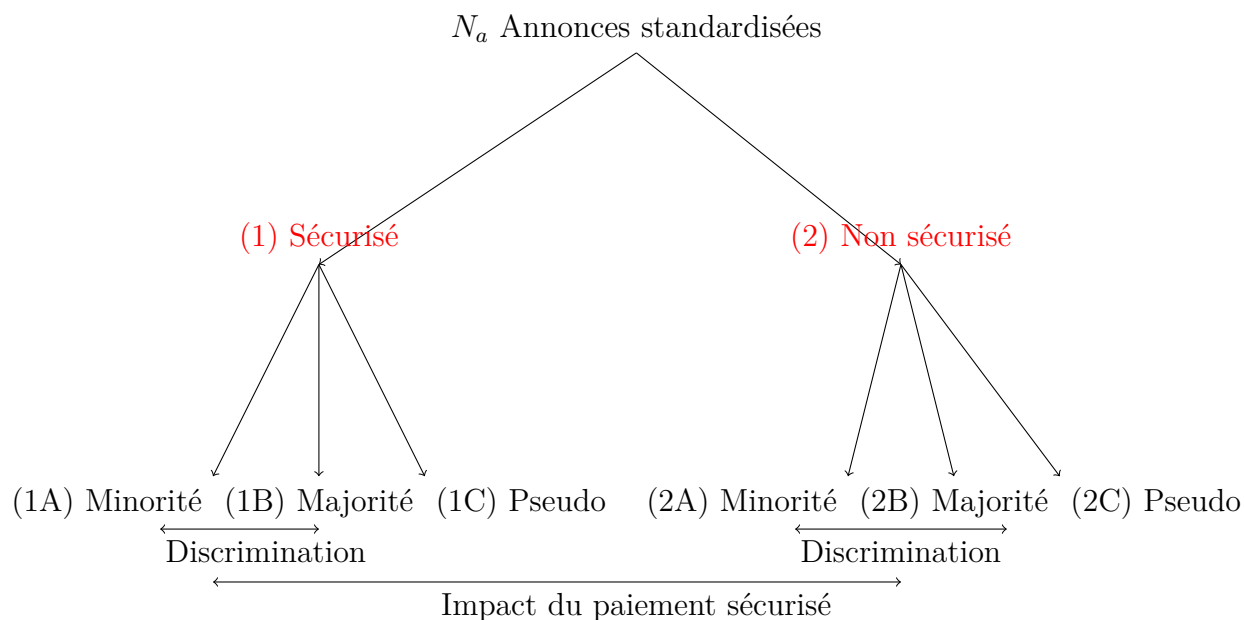 N_a Annonces standardisées
(1) Sécurisé (2) Non sécurisé
(1A) Minorité (1B) Majorité (1C) Pseudo (2A) Minorité (2B) Majorité (2C) Pseudo
Discrimination Discrimination
Impact du paiement sécurisé